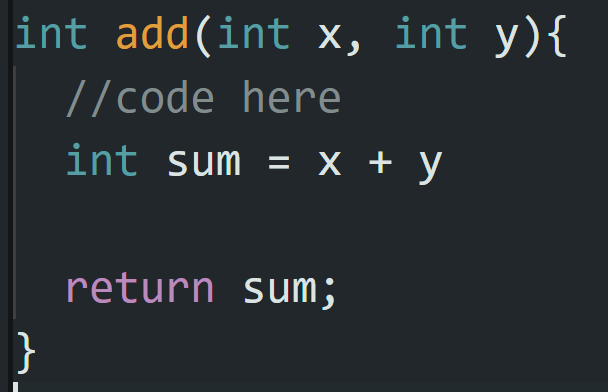 int add(int x, int y){
//code here
int sum = x + y
return sum;
}